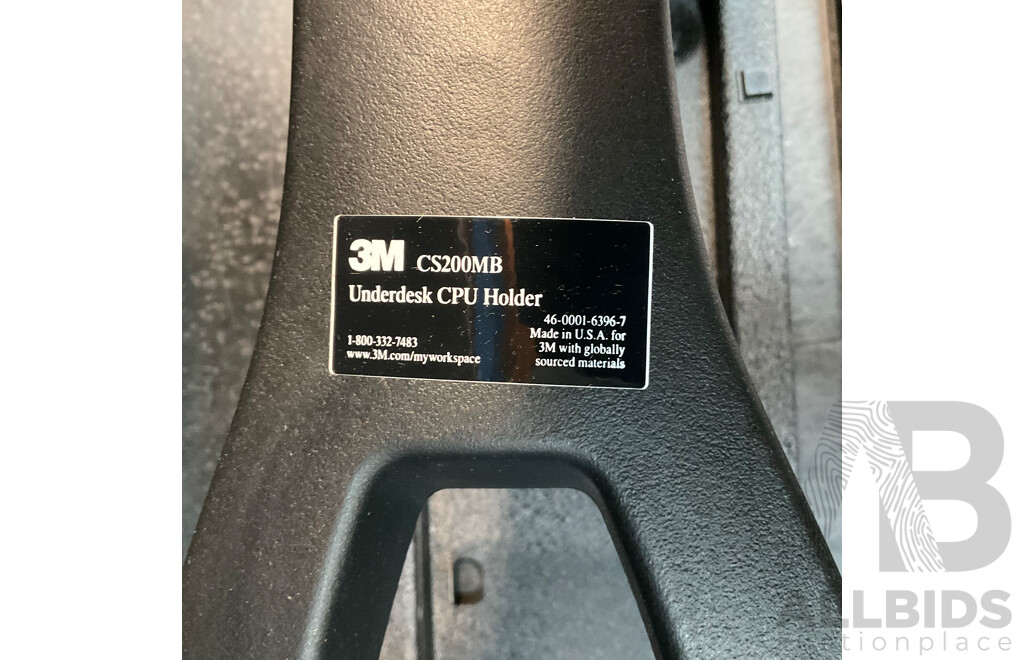 3M CS200MB
Underdesk CPU Holder
46-0001-6396-7
Made in U.S.A. for
3M with globally
sourced materials
1-800-332-7483
www.3M.com/myworkspace
AB
ALLBIDS
auctionplace